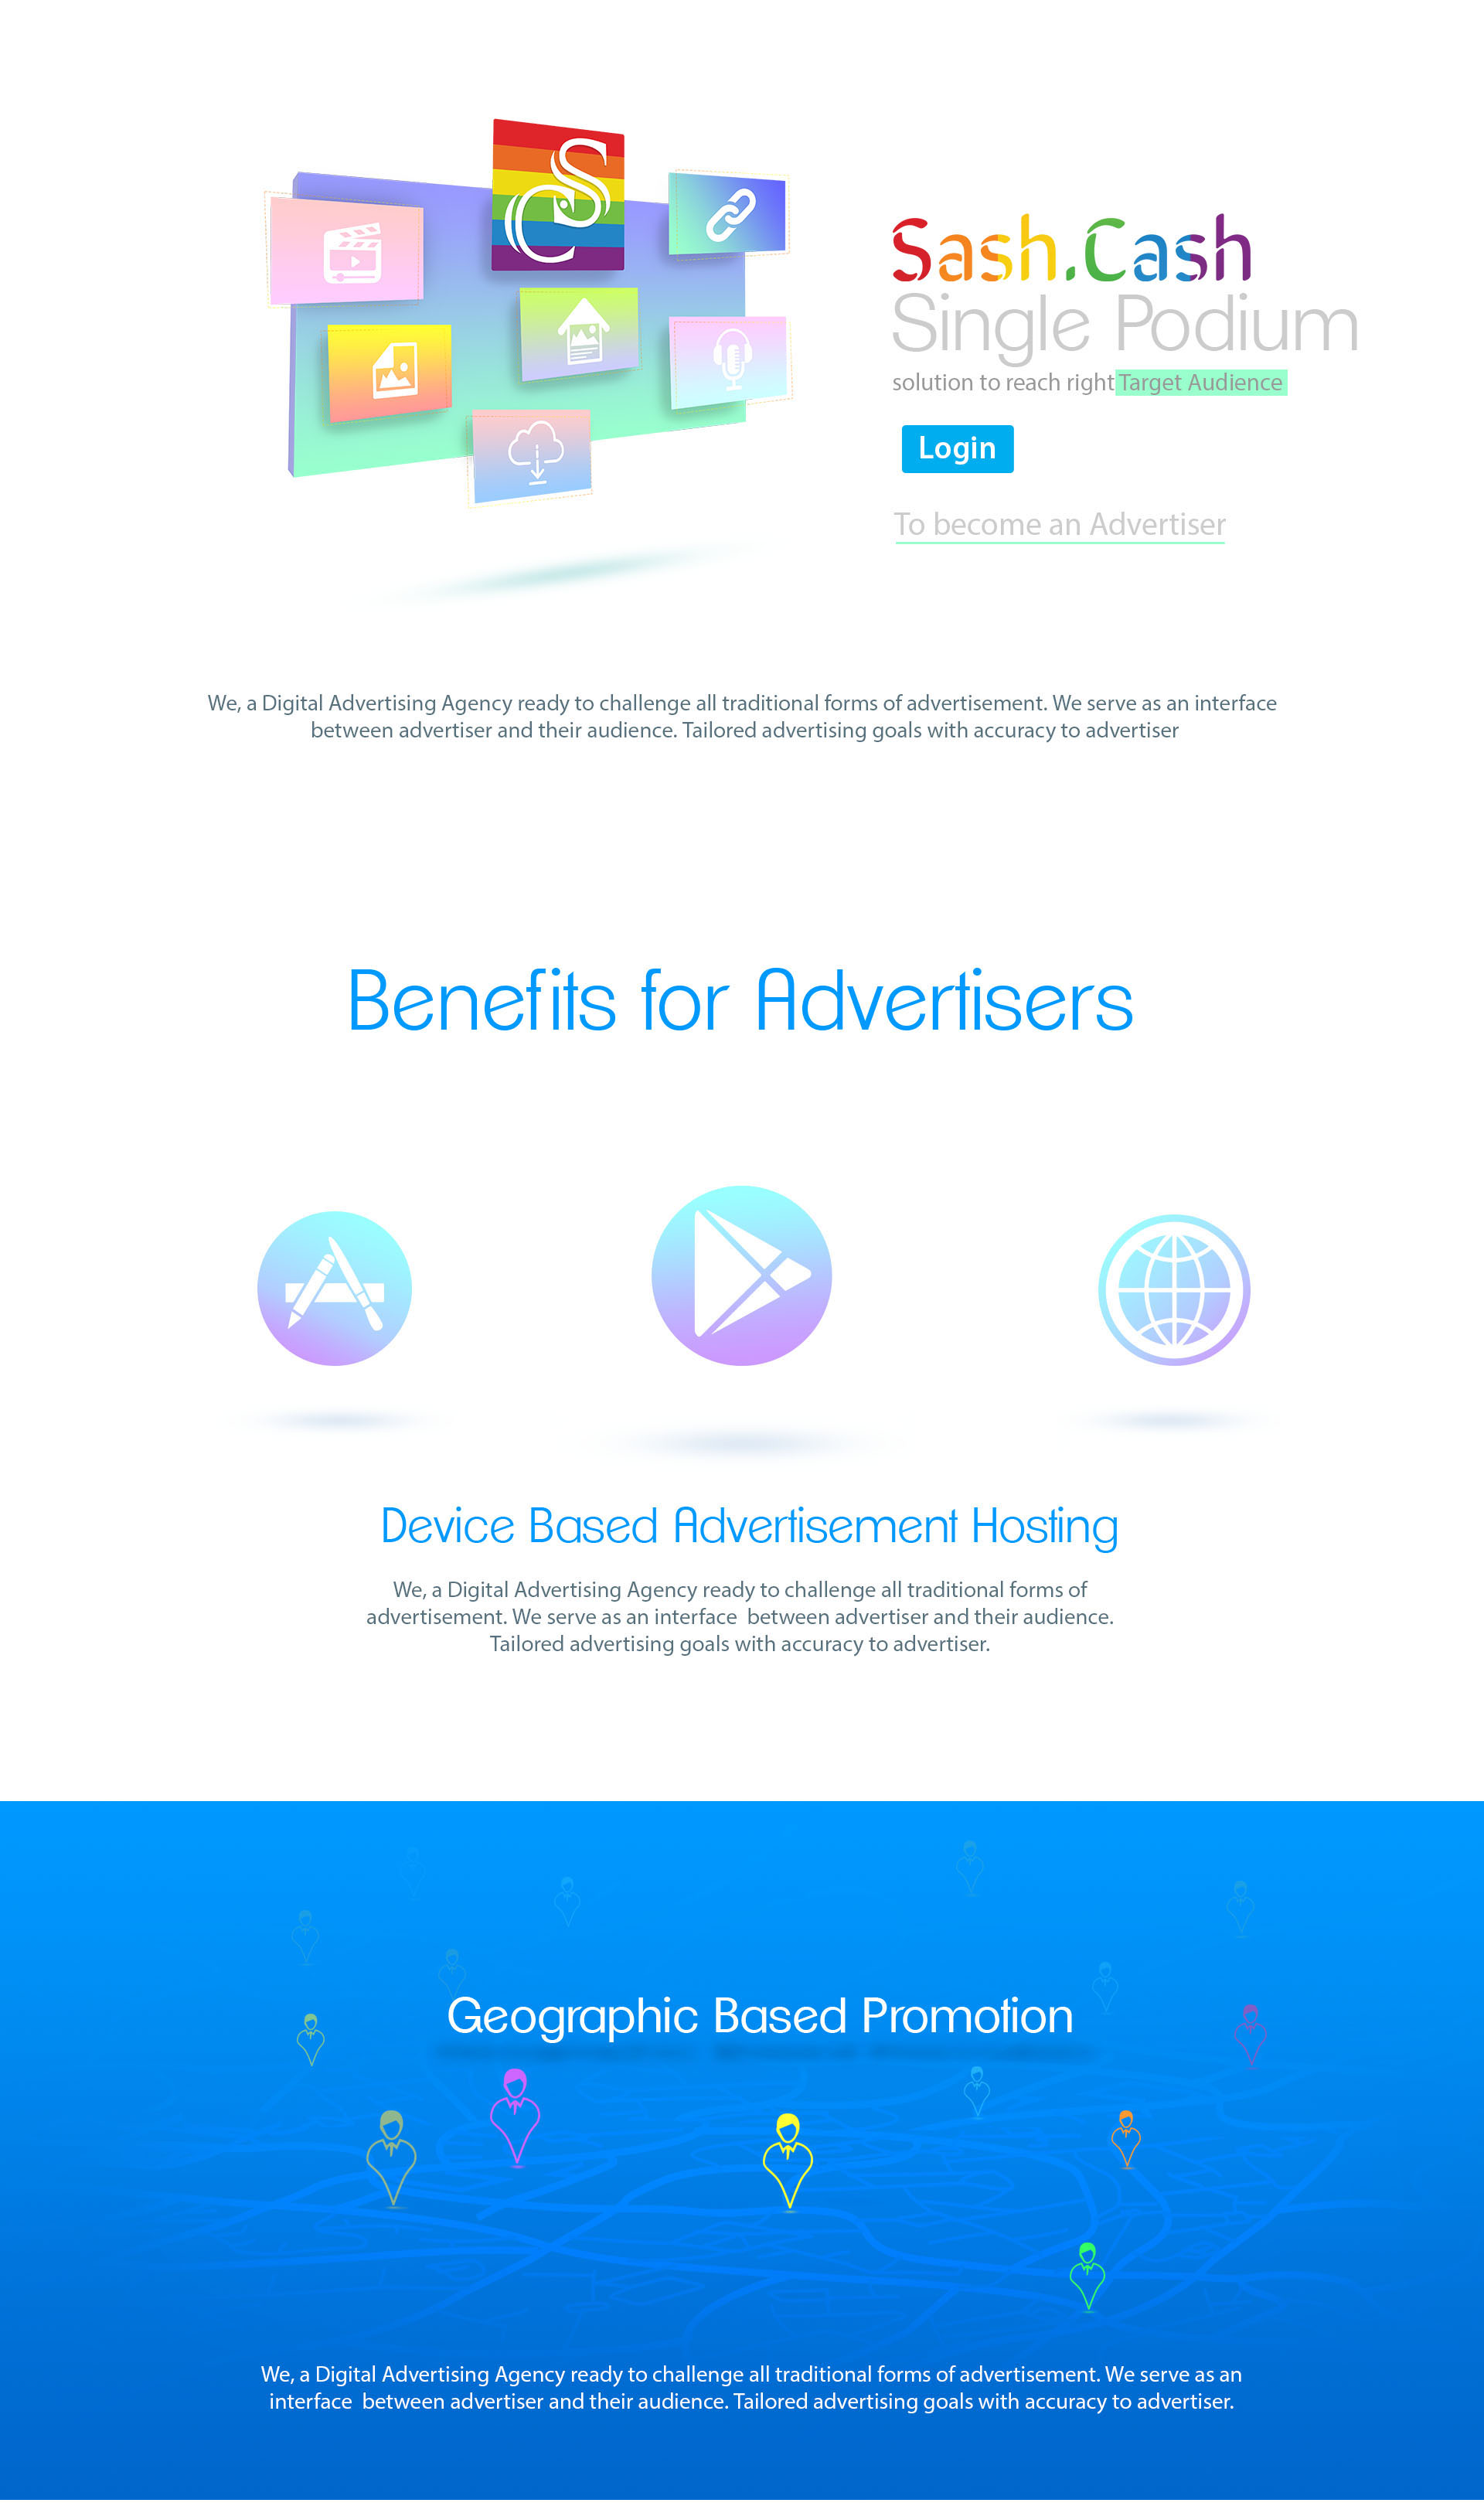 SC
Sash.Cash
Single Podium
solution to reach right Target Audience
Login
To become an Advertiser
We, a Digital Advertising Agency ready to challenge all traditional forms of advertisement. We serve as an interface
between advertiser and their audience. Tailored advertising goals with accuracy to advertiser
Benefits for Advertisers
Device Based Advertisement Hosting
We, a Digital Advertising Agency ready to challenge all traditional forms of
advertisement. We serve as an interface  between advertiser and their audience.
Tailored advertising goals with accuracy to advertiser.
Geographic Based Promotion
We, a Digital Advertising Agency ready to challenge all traditional forms of advertisement. We serve as an
interface  between advertiser and their audience. Tailored advertising goals with accuracy to advertiser.